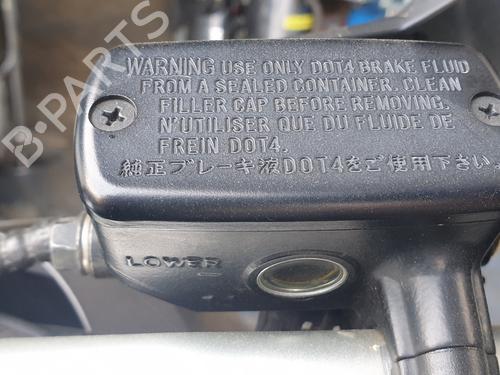 WARNING USE ONLY DOT4 BRAKE FLUID
FROM A SEALED CONTAINER. CLEAN
FILLER CAP BEFORE REMOVING.
N'UTILISER QUE DU FLUIDE DE
FREIN DOT4.
純正ブレーキ液DOT4をご使用下さい
LOWER